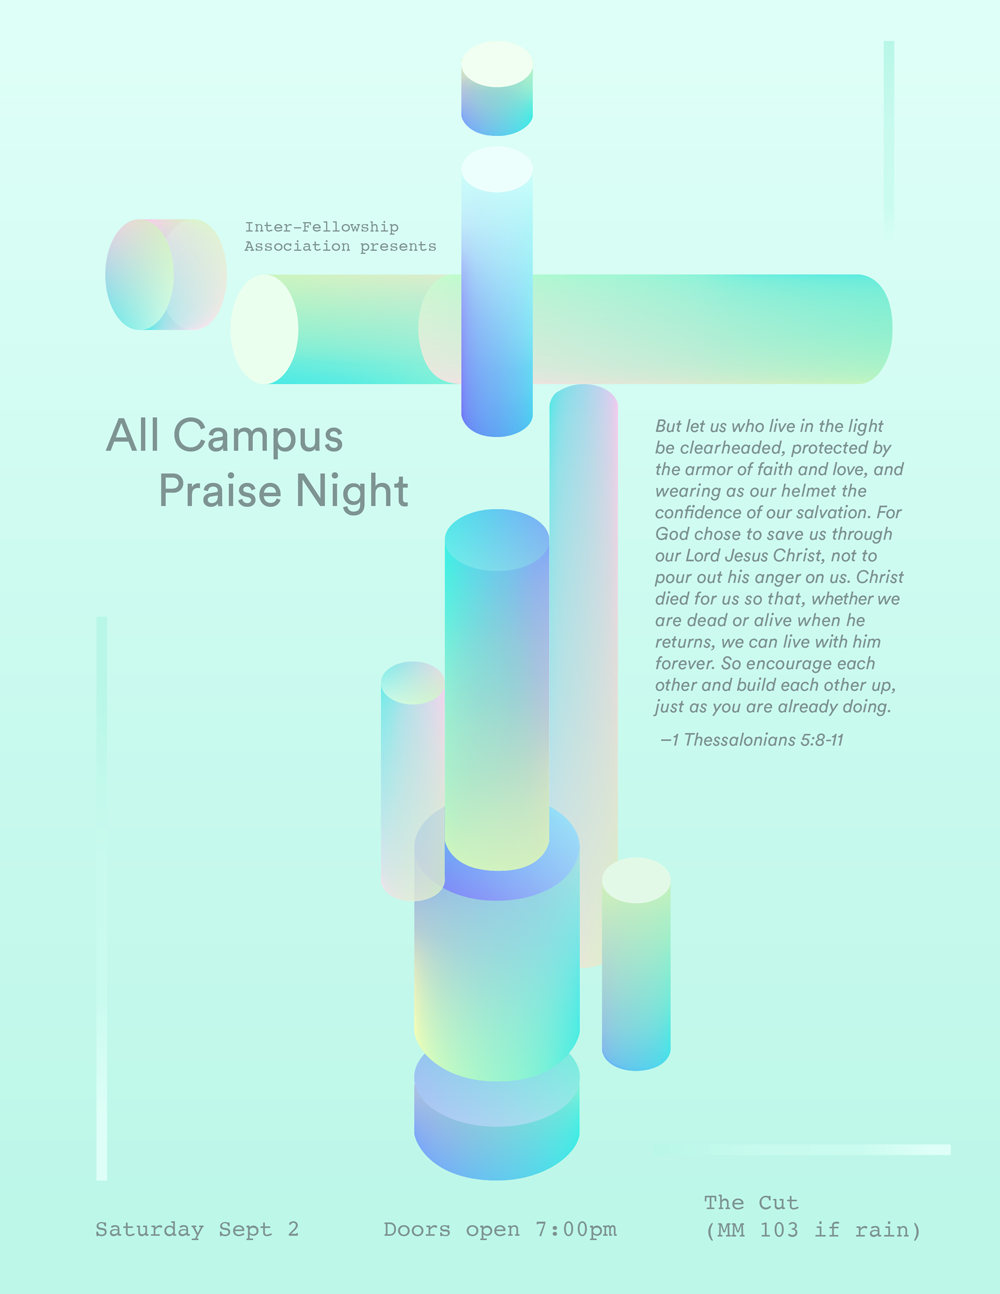 Inter-Fellowship
Association presents
All Campus
Praise Night
But let us who live in the light
be clearheaded, protected by
the armor of faith and love, and
wearing as our helmet the
confidence of our salvation. For
God chose to save us through
our Lord Jesus Christ, not to
pour out his anger on us. Christ
died for us so that, whether we
are dead or alive when he
returns, we can live with him
forever. So encourage each
other and build each other up,
just as you are already doing.
—1 Thessalonians 5:8-11
Saturday Sept 2
Doors open 7:00pm
The Cut
(MM 103 if rain)